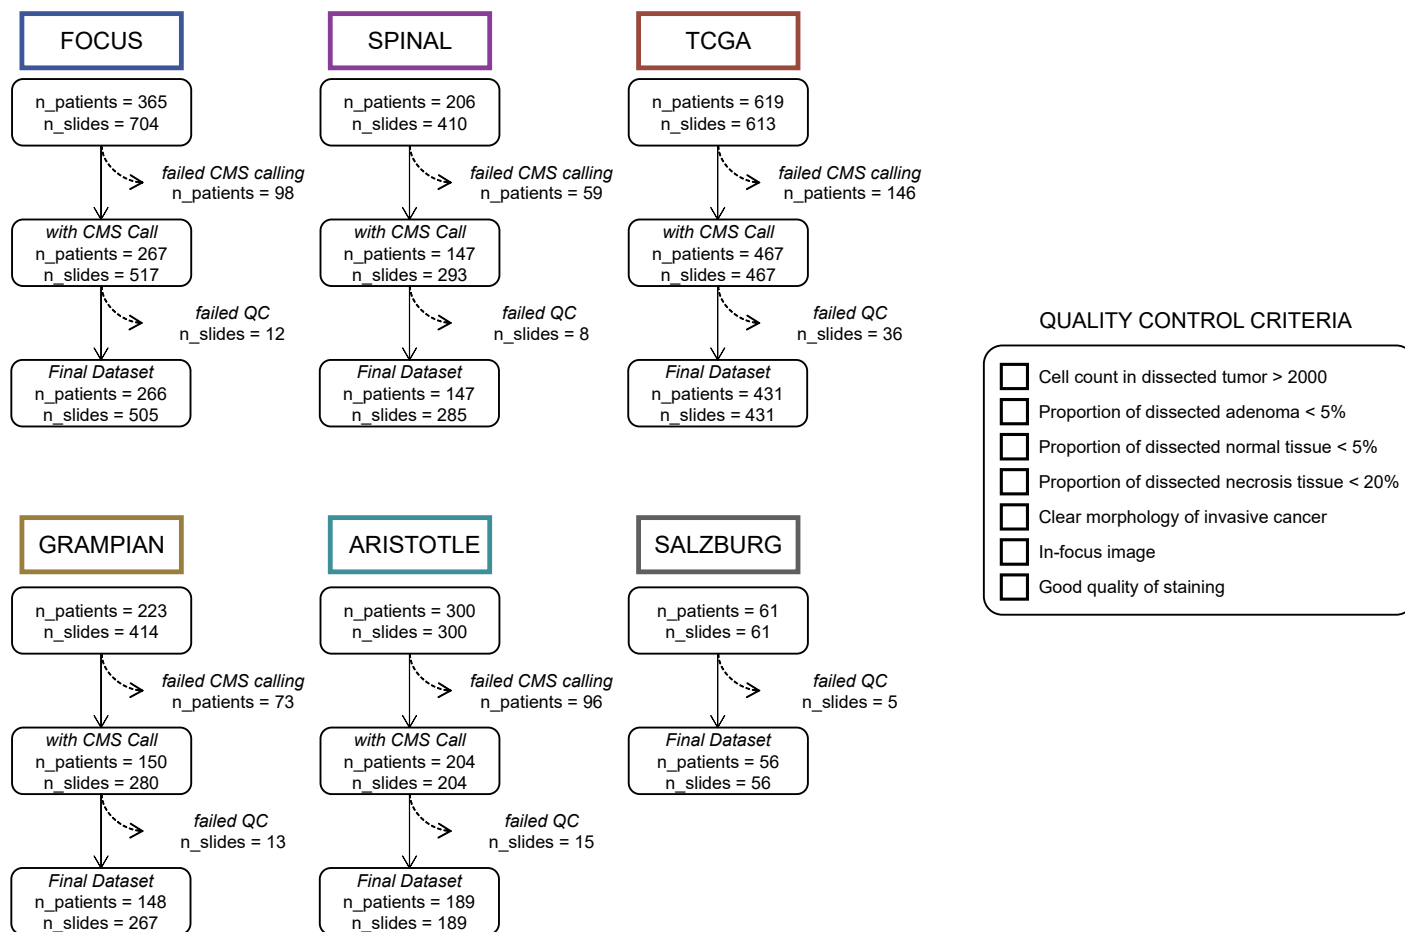 FOCUS
n_patients = 365
n_slides = 704
failed CMS calling
n_patients = 98
with CMS Call
n_patients = 267
n_slides = 517
failed QC
n_slides = 12
Final Dataset
n_patients = 266
n_slides = 505
SPINAL
n_patients = 206
n_slides = 410
failed CMS calling
n_patients = 59
with CMS Call
n_patients = 147
n_slides = 293
failed QC
n_slides = 8
Final Dataset
n_patients = 147
n_slides = 285
TCGA
n_patients = 619
n_slides = 613
failed CMS calling
n_patients = 146
with CMS Call
n_patients = 467
n_slides = 467
failed QC
n_slides = 36
Final Dataset
n_patients = 431
n_slides = 431
GRAMPIAN
n_patients = 223
n_slides = 414
failed CMS calling
n_patients = 73
with CMS Call
n_patients = 150
n_slides = 280
failed QC
n_slides = 13
Final Dataset
n_patients = 148
n_slides = 267
ARISTOTLE
n_patients = 300
n_slides = 300
failed CMS calling
n_patients = 96
with CMS Call
n_patients = 204
n_slides = 204
failed QC
n_slides = 15
Final Dataset
n_patients = 189
n_slides = 189
SALZBURG
n_patients = 61
n_slides = 61
failed QC
n_slides = 5
Final Dataset
n_patients = 56
n_slides = 56
QUALITY CONTROL CRITERIA
Cell count in dissected tumor > 2000
Proportion of dissected adenoma < 5%
Proportion of dissected normal tissue < 5%
Proportion of dissected necrosis tissue < 20%
Clear morphology of invasive cancer
In-focus image
Good quality of staining